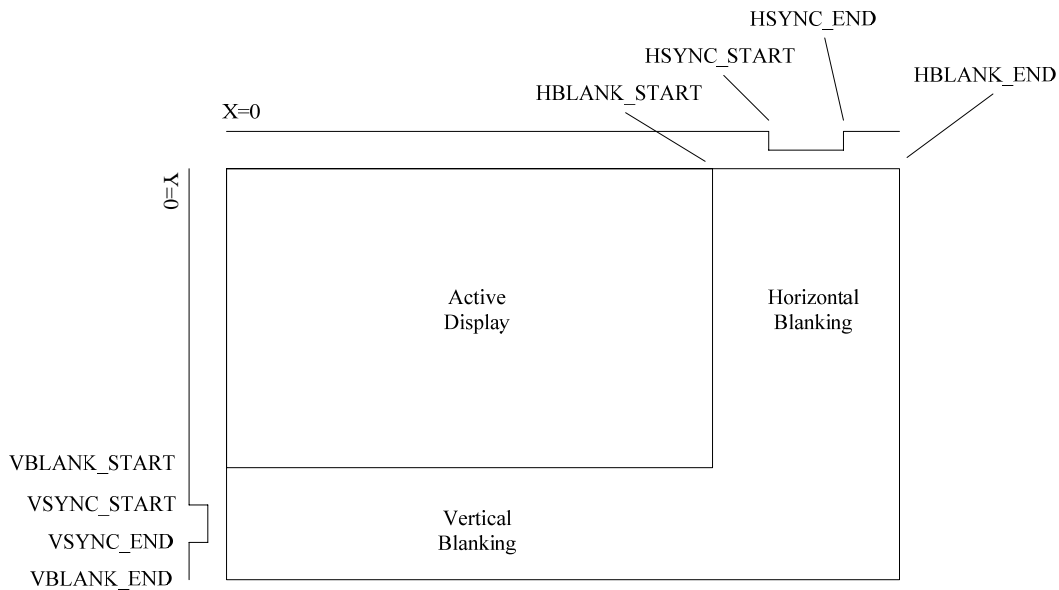 HSYNC_END
HSYNC_START
HBLANK_END
HBLANK_START
X=0
Y=0
Active
Display
Horizontal
Blanking
VBLANK_START
VSYNC_START
VSYNC_END
VBLANK_END
Vertical
Blanking